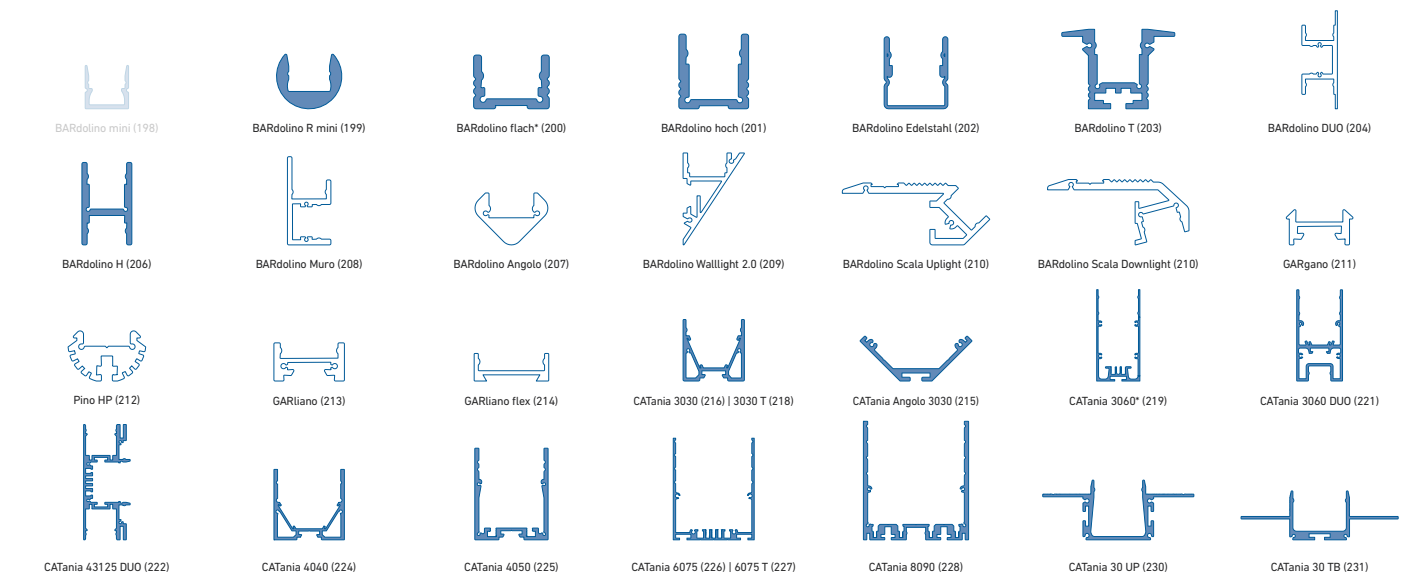 BARdolino mini (198)
BARdolino R mini (199)
BARdolino flach* (200)
BARdolino hoch (201)
BARdolino Edelstahl (202)
BARdolino T (203)
BARdolino DUO (204)
BARdolino H (206)
BARdolino Muro (208)
BARdolino Angolo (207)
BARdolino Walllight 2.0 (209)
BARdolino Scala Uplight (210)
BARdolino Scala Downlight (210)
GARgano (211)
Pino HP (212)
GARliano (213)
GARliano flex (214)
CATania 3030 (216) | 3030 T (218)
CATania Angolo 3030 (215)
CATania 3060* (219)
CATania 3060 DUO (221)
CATania 43125 DUO (222)
CATania 4040 (224)
CATania 4050 (225)
CATania 6075 (226) | 6075 T (227)
CATania 8090 (228)
CATania 30 UP (230)
CATania 30 TB (231)